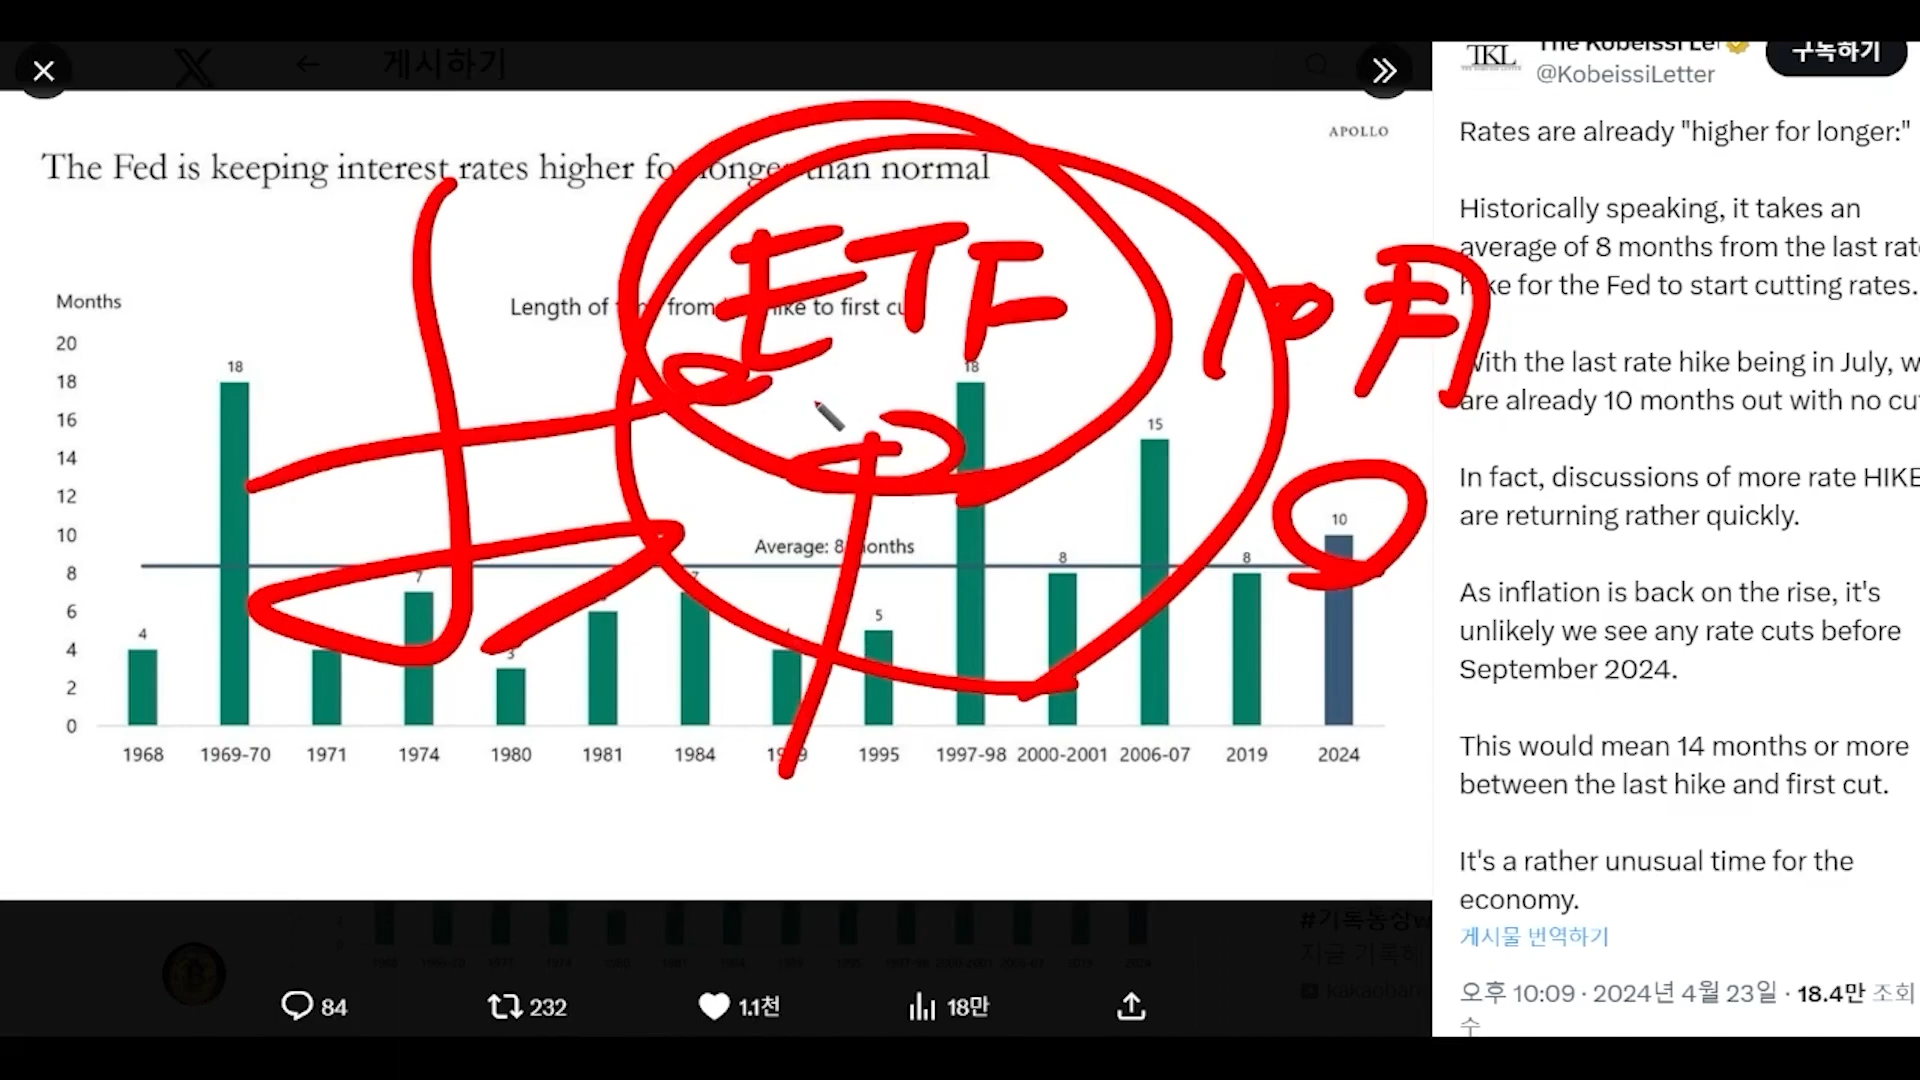 게시하기
The Kobeissi Le
구독하기
TKL
@KobeissiLetter
APOLLO
The Fed is keeping interest rates higher for longer than normal
Months
Length of from hike to first cu
20
18
16
14
12
10
8
6
4
2
0
4
18
7
3
7
5
18
8
15
8
10
Average: 8 months
1968
1969-70
1971
1974
1980
1981
1984
1995
1997-98
2000-2001
2006-07
2019
2024
ETF
10月
Rates are already "higher for longer:"
Historically speaking, it takes an
average of 8 months from the last rat
hike for the Fed to start cutting rates.
With the last rate hike being in July, w
are already 10 months out with no cu
In fact, discussions of more rate HIKE
are returning rather quickly.
As inflation is back on the rise, it's
unlikely we see any rate cuts before
September 2024.
This would mean 14 months or more
between the last hike and first cut.
It's a rather unusual time for the
economy.
게시물 번역하기
오후 10:09 · 2024년 4월 23일 · 18.4만 조회
수
84
232
1.1천
18만